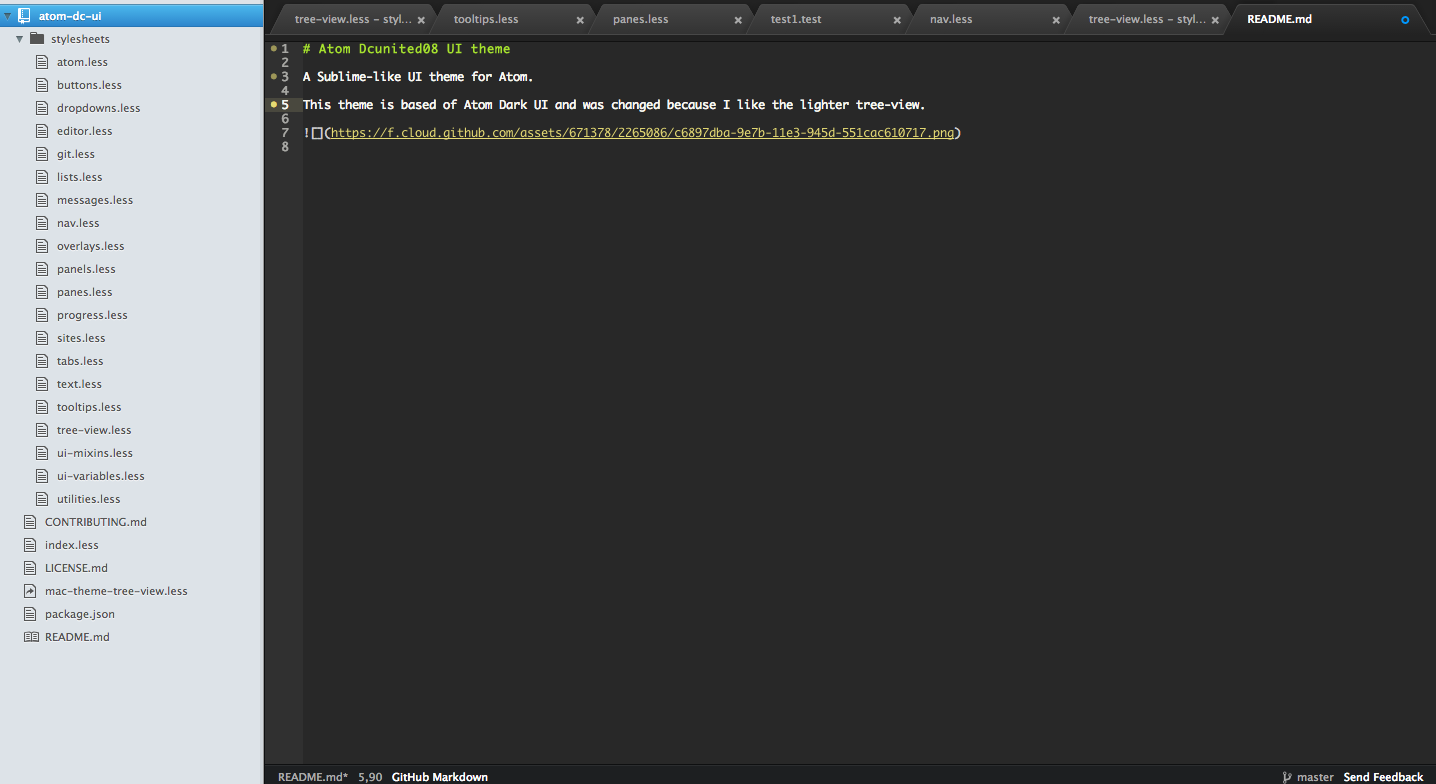 atom-dc-ui
stylesheets
atom.less
buttons.less
dropdowns.less
editor.less
git.less
lists.less
messages.less
nav.less
overlays.less
panels.less
panes.less
progress.less
sites.less
tabs.less
text.less
tooltips.less
tree-view.less
ui-mixins.less
ui-variables.less
utilities.less
CONTRIBUTING.md
index.less
LICENSE.md
mac-theme-tree-view.less
package.json
README.md
tree-view.less – styl... tooltips.less panes.less test1.test nav.less tree-view.less – styl... README.md
1 # Atom Dcunited08 UI theme
2
3 A Sublime-like UI theme for Atom.
4
5 This theme is based of Atom Dark UI and was changed because I like the lighter tree-view.
6
7 ![](https://f.cloud.github.com/assets/671378/2265086/c6897dba-9e7b-11e3-945d-551cac610717.png)
8
README.md* 5,90 GitHub Markdown master Send Feedback